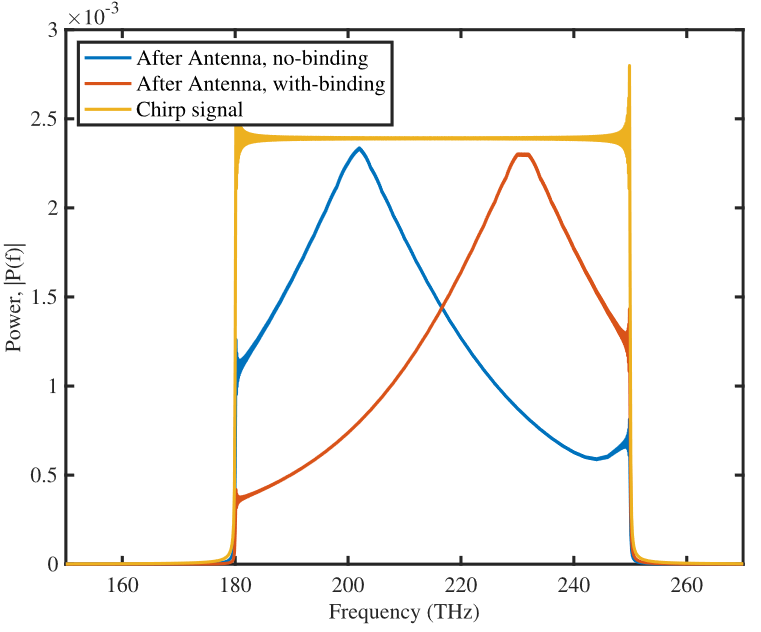 ×10⁻³
3
2.5
2
1.5
1
0.5
0
Power, |P(f)|
After Antenna, no-binding
After Antenna, with-binding
Chirp signal
160 180 200 220 240 260
Frequency (THz)